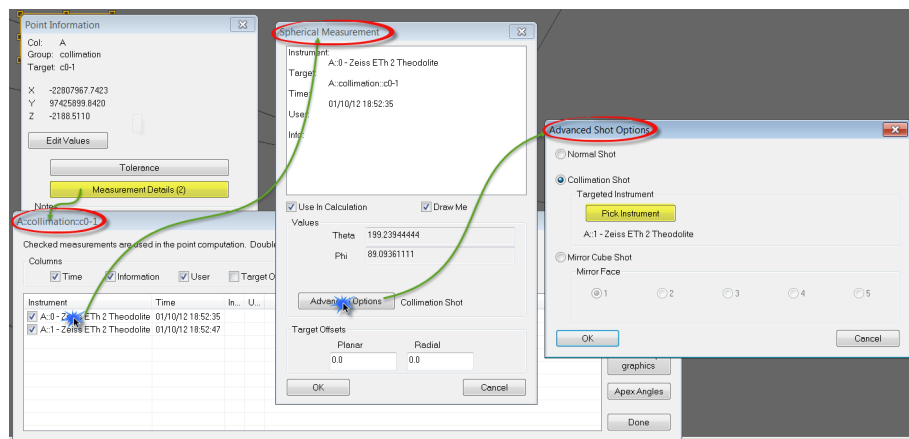 Point Information
Col: A
Group: collimation
Target: c0-1
X -22807967.7423
Y 97425899.8420
Z -2188.5110
Edit Values
Tolerance
Measurement Details (2)
Notes
A::collimation::c0-1
Checked measurements are used in the point computation. Double
Columns
Time Information User Target O
Instrument Time In... U...
A::0 - Zeiss ETh 2 Theodolite 01/10/12 18:52:35
A::1 - Zeiss ETh 2 Theodolite 01/10/12 18:52:47
graphics
Apex Angles
Done
Spherical Measurement
Instrument:
A::0 - Zeiss ETh 2 Theodolite
Target:
A::collimation::c0-1
Time:
01/10/12 18:52:35
User:
Info:
Use In Calculation Draw Me
Values
Theta 199.23944444
Phi 89.09361111
Advanced Options Collimation Shot
Target Offsets
Planar Radial
0.0 0.0
OK Cancel
Advanced Shot Options
Normal Shot
Collimation Shot
Targeted Instrument
Pick Instrument
A::1 - Zeiss ETh 2 Theodolite
Mirror Cube Shot
Mirror Face
1 2 3 4 5
OK Cancel